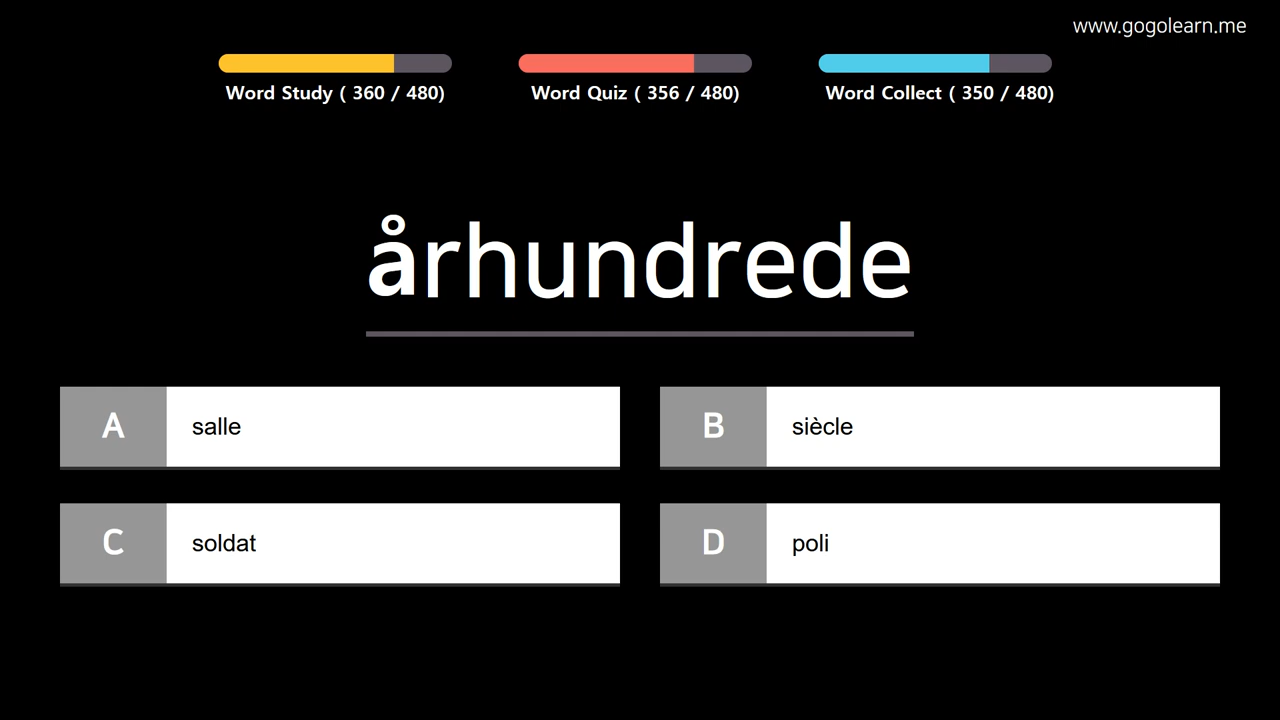 www.gogolearn.me
Word Study ( 360 / 480)
Word Quiz ( 356 / 480)
Word Collect ( 350 / 480)
århundrede
A salle
B siècle
C soldat
D poli